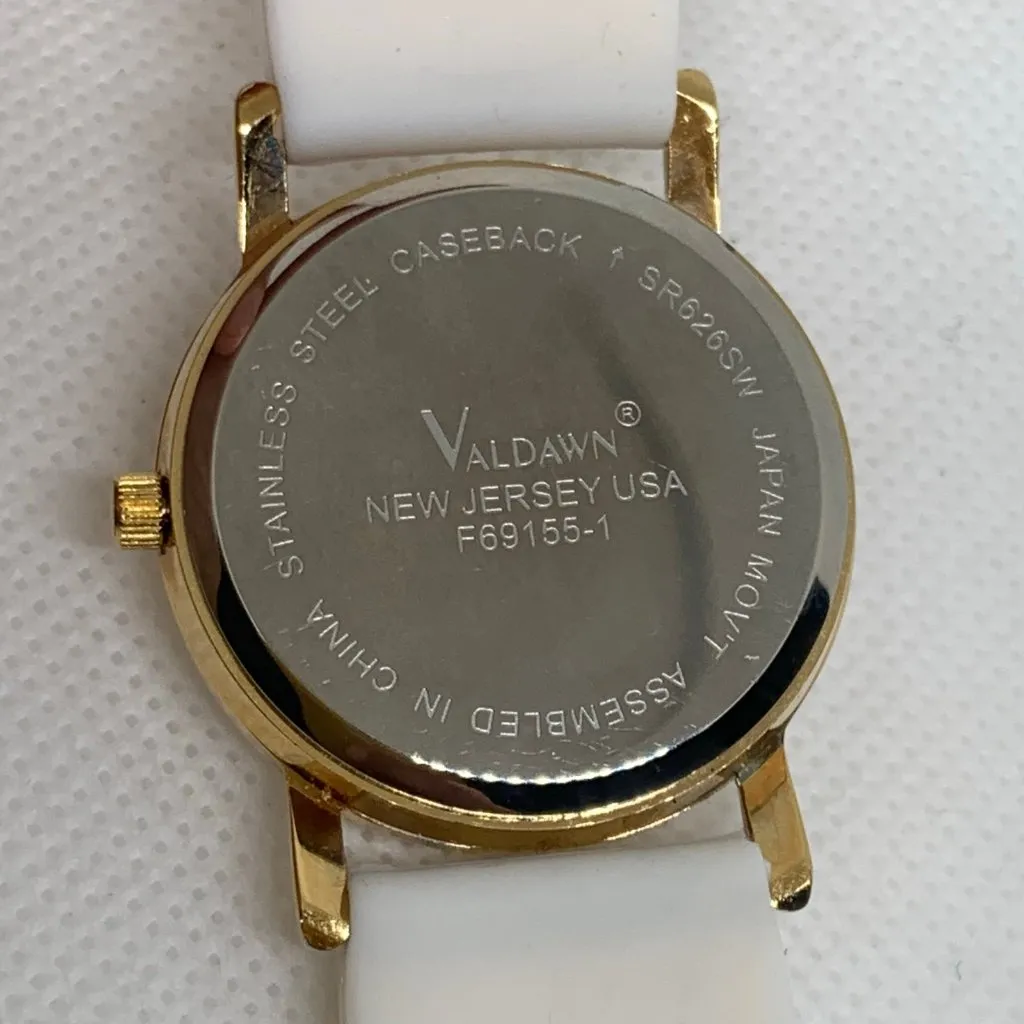 VALDAWN®
NEW JERSEY USA
F69155-1
STAINLESS STEEL CASEBACK ↑ SR626SW JAPAN MOV'T ASSEMBLED IN CHINA